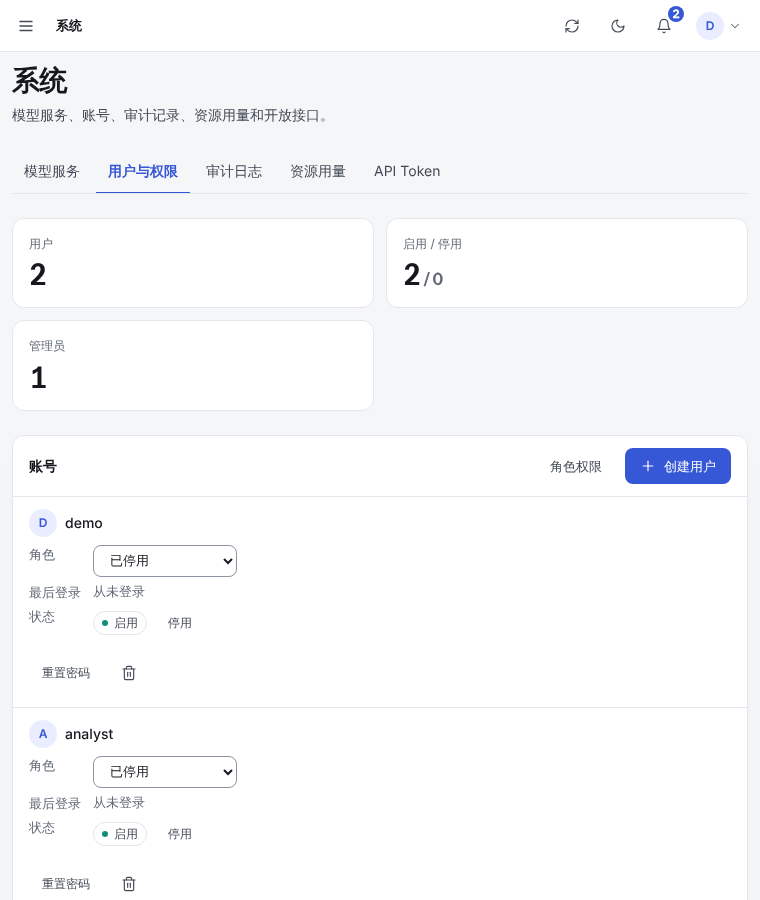 系统
2
D
系统
模型服务、账号、审计记录、资源用量和开放接口。
模型服务 用户与权限 审计日志 资源用量 API Token
用户
2
启用 / 停用
2 / 0
管理员
1
账号
角色权限
创建用户
D demo
角色 已停用
最后登录 从未登录
状态 启用 停用
重置密码
A analyst
角色 已停用
最后登录 从未登录
状态 启用 停用
重置密码